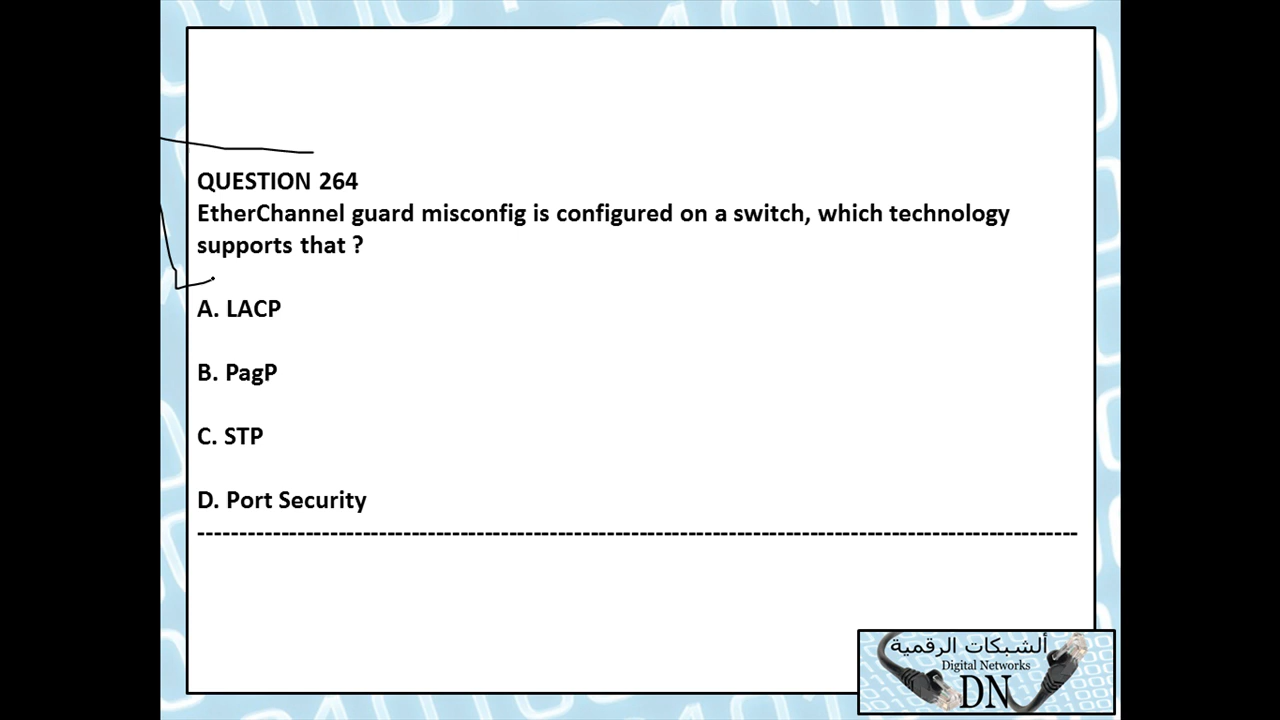 QUESTION 264
EtherChannel guard misconfig is configured on a switch, which technology
supports that ?
A. LACP
B. PagP
C. STP
D. Port Security
--------------------------------------------------------------------------------------------------------
ألشبكات الرقمية
Digital Networks
DN